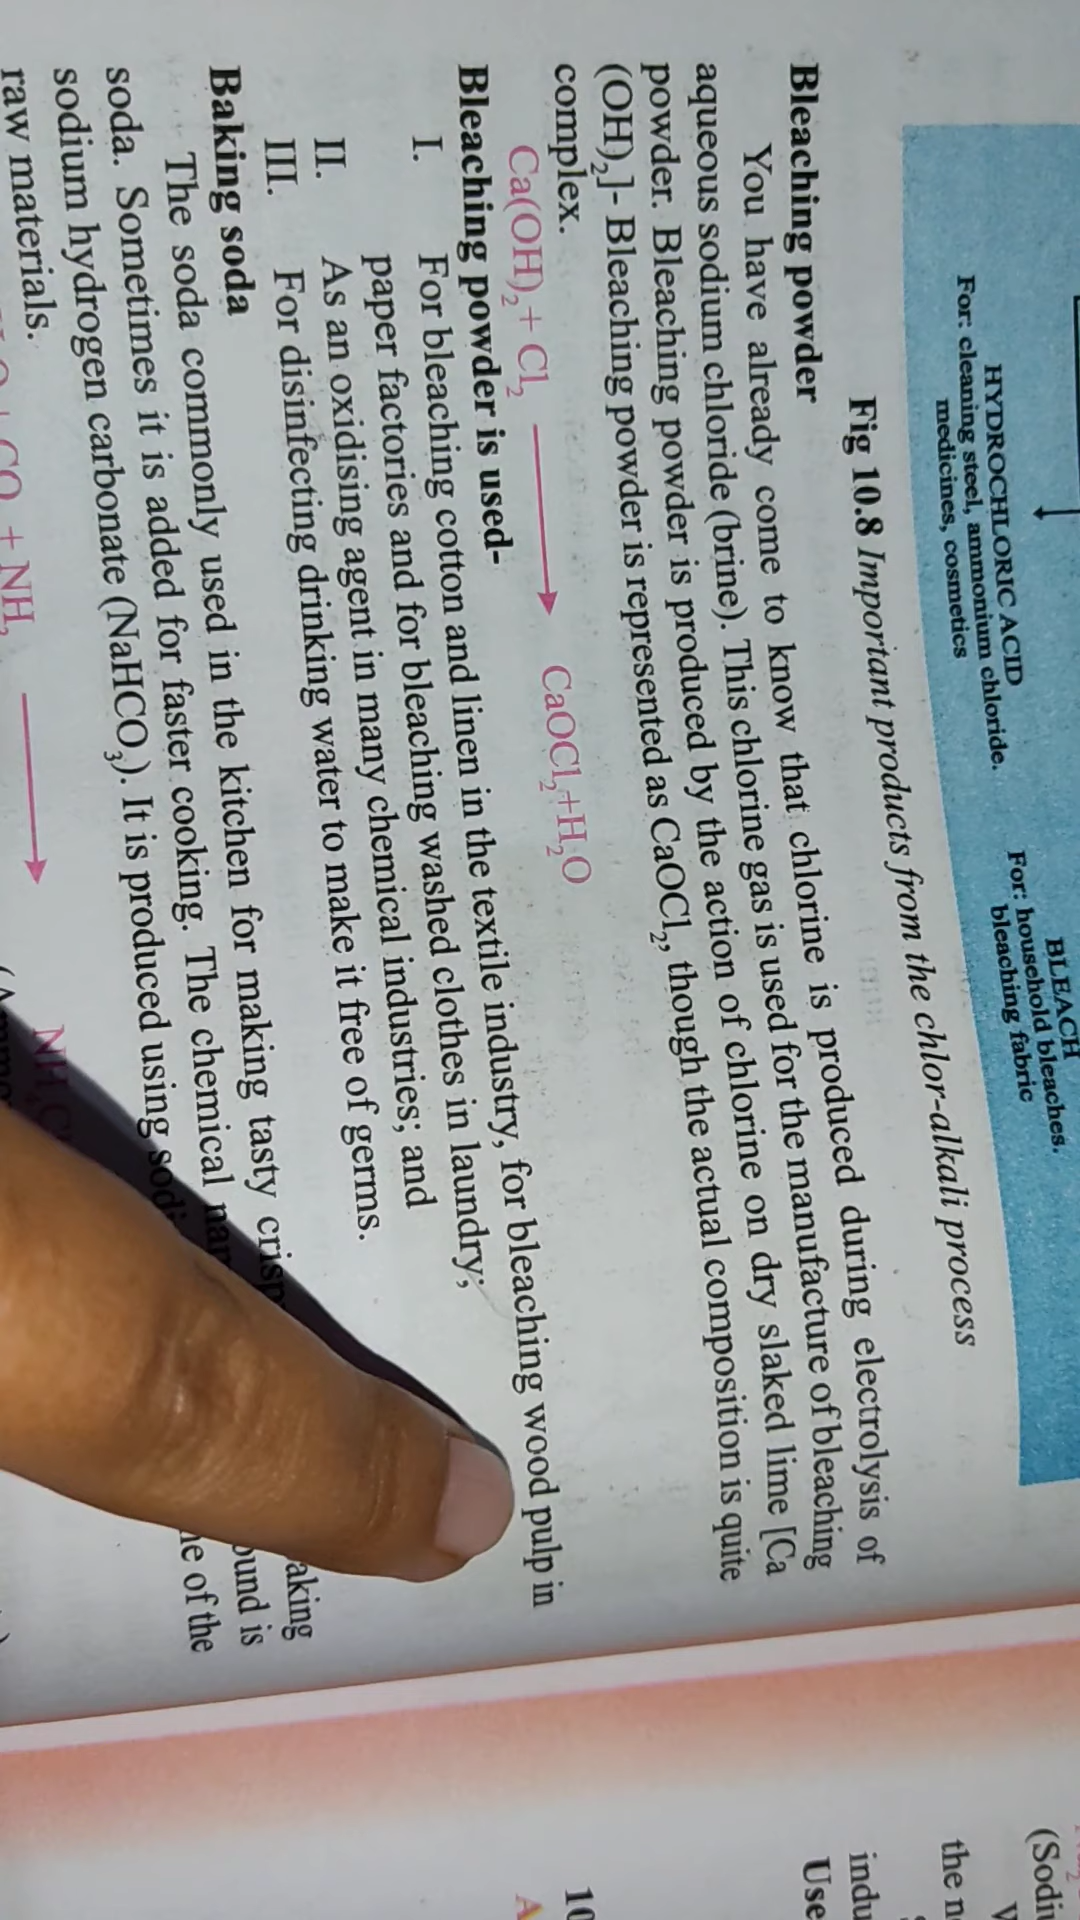 HYDROCHLORIC ACID
For: cleaning steel, ammonium chloride.
medicines, cosmetics
BLEACH
For: household bleaches.
bleaching fabric
Fig 10.8 Important products from the chlor-alkali process
Bleaching powder
You have already come to know that chlorine is produced during electrolysis of
aqueous sodium chloride (brine). This chlorine gas is used for the manufacture of bleaching
powder. Bleaching powder is produced by the action of chlorine on dry slaked lime [Ca
(OH)₂]- Bleaching powder is represented as CaOCl₂, though the actual composition is quite
complex.
Ca(OH)₂+ Cl₂ ⟶ CaOCl₂+H₂O
Bleaching powder is used-
I. For bleaching cotton and linen in the textile industry, for bleaching wood pulp in
paper factories and for bleaching washed clothes in laundry;
II. As an oxidising agent in many chemical industries; and
III. For disinfecting drinking water to make it free of germs.
Baking soda
The soda commonly used in the kitchen for making tasty
soda. Sometimes it is added for faster cooking. The chemical of the
sodium hydrogen carbonate (NaHCO₃). It is produced using
raw materials.
the
Use
10